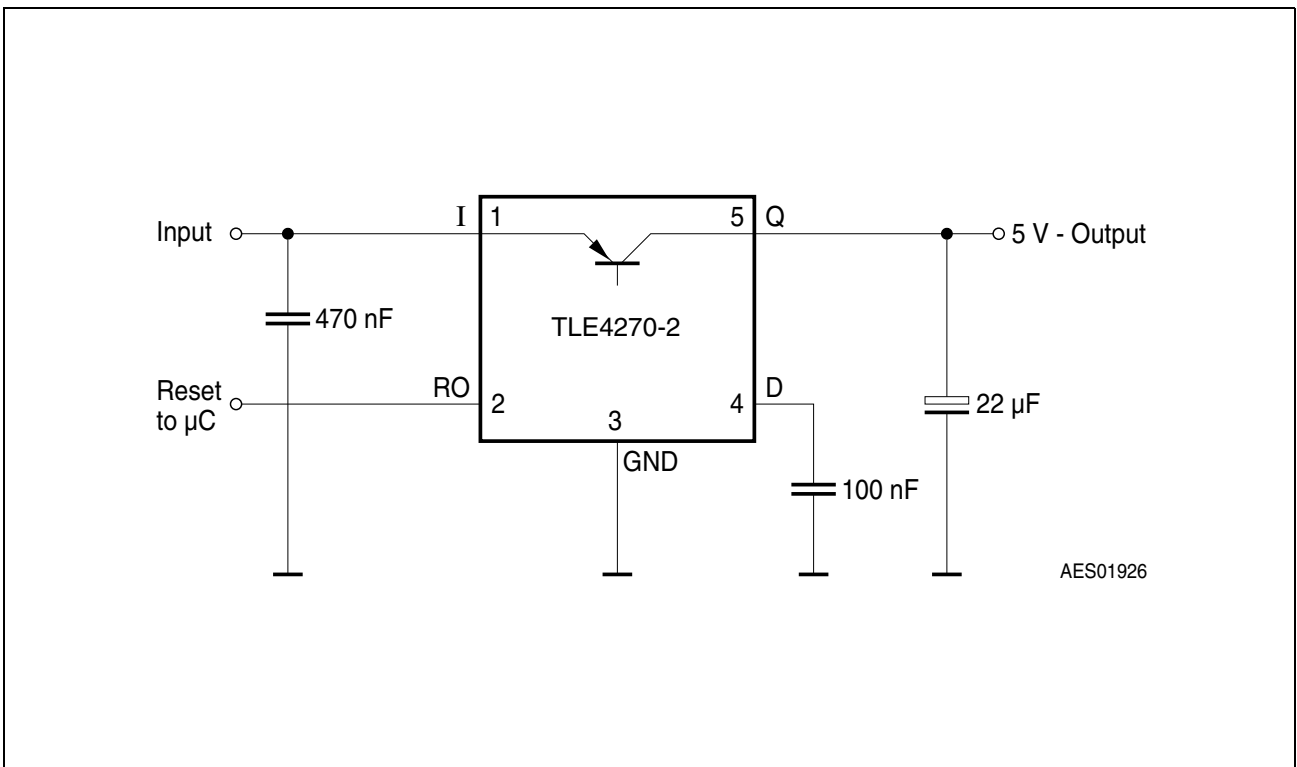 Input
I
1
5
Q
5 V - Output
470 nF
TLE4270-2
Reset
to µC
RO
2
3
GND
4
D
22 µF
100 nF
AES01926